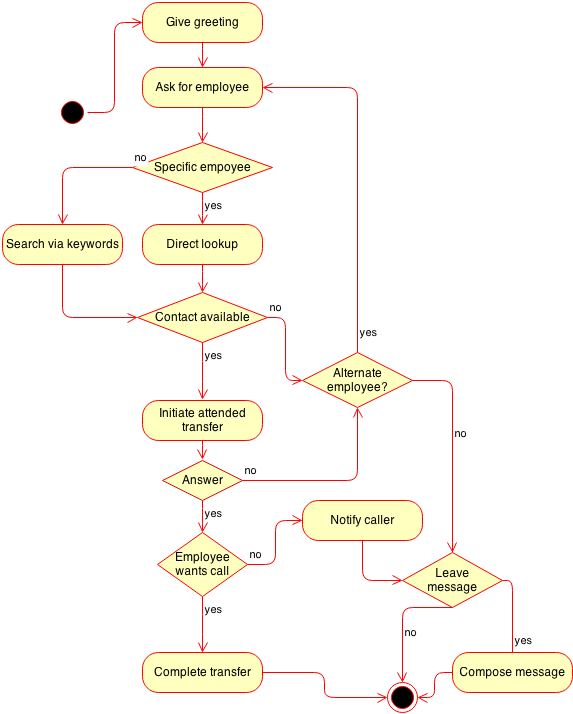 Give greeting
Ask for employee
no
Specific empoyee
yes
Search via keywords
Direct lookup
no
Contact available
yes
yes
Alternate
employee?
Initiate attended
transfer
no
Answer
no
yes
Notify caller
Employee
wants call
no
Leave
message
yes
no
yes
Complete transfer
Compose message